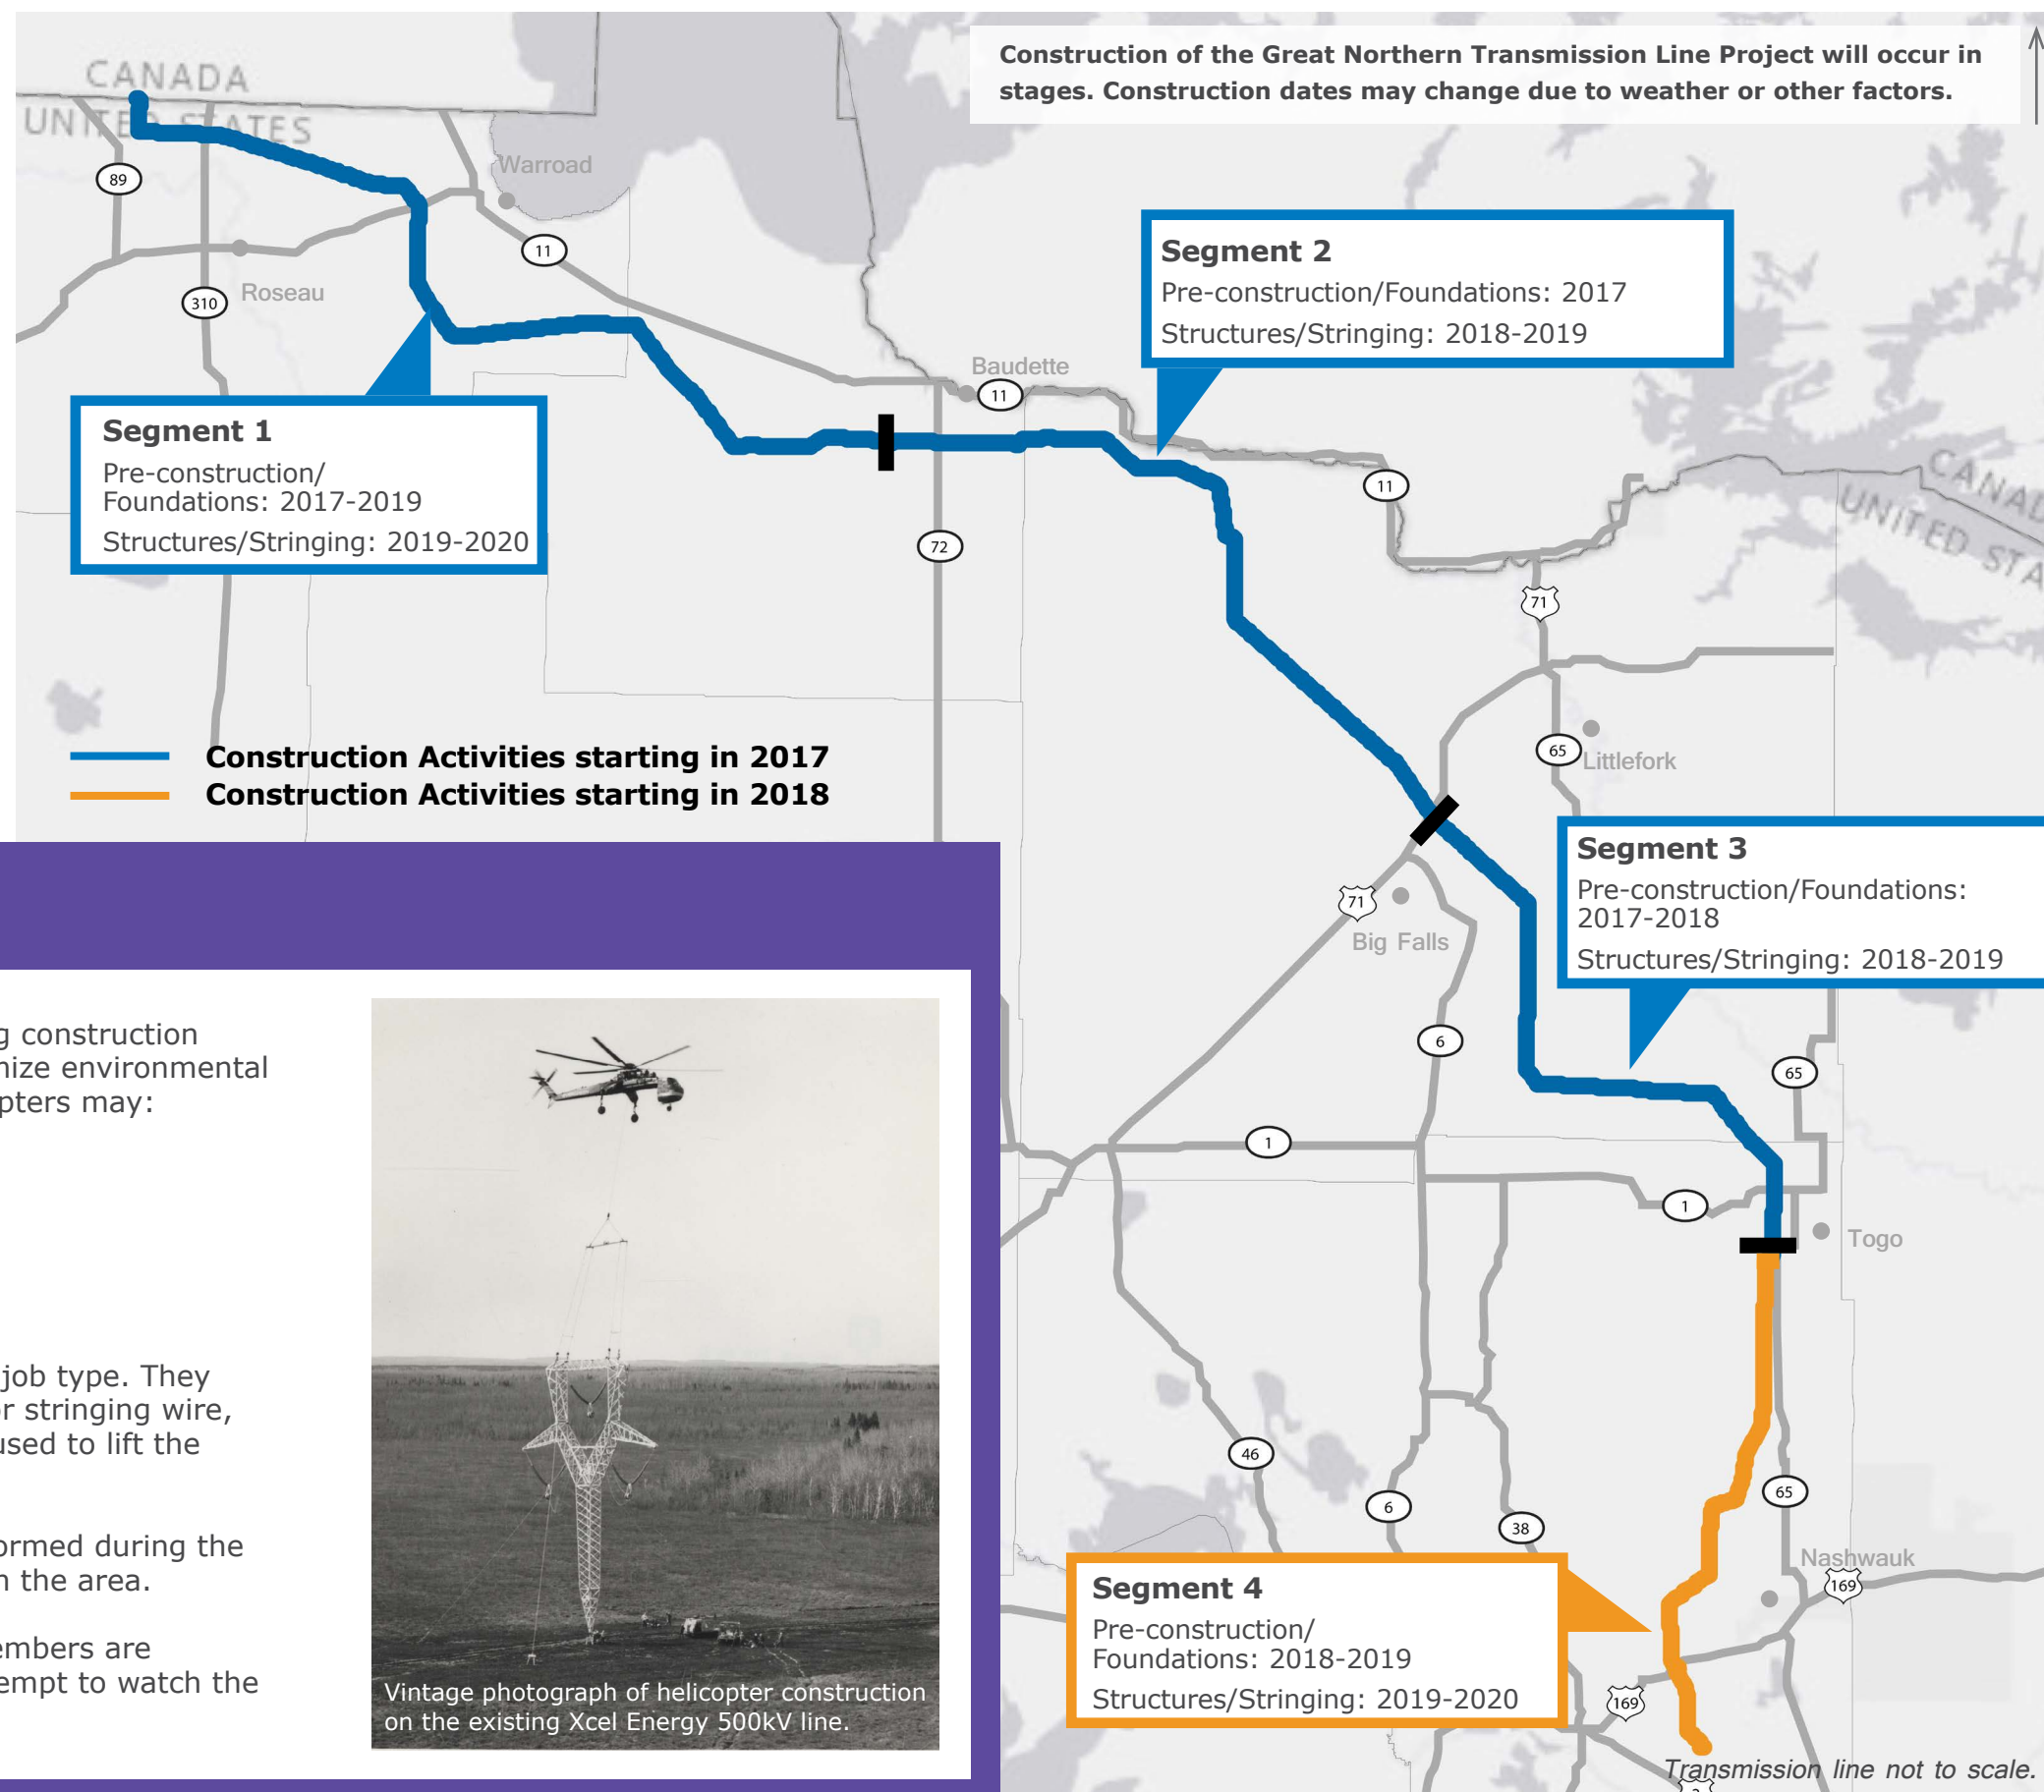 Construction of the Great Northern Transmission Line Project will occur in
stages. Construction dates may change due to weather or other factors.
CANADA
UNITED STATES
89
Warroad
11
310
Roseau
Segment 2
Pre-construction/Foundations: 2017
Structures/Stringing: 2018-2019
Baudette
11
Segment 1
Pre-construction/
Foundations: 2017-2019
Structures/Stringing: 2019-2020
11
CANAD
UNITED STA
72
71
65
Littlefork
Construction Activities starting in 2017
Construction Activities starting in 2018
Segment 3
Pre-construction/Foundations:
2017-2018
Structures/Stringing: 2018-2019
71
Big Falls
6
65
1
1
Togo
g construction
nize environmental
pters may:
job type. They
or stringing wire,
used to lift the
ormed during the
n the area.
embers are
empt to watch the
Vintage photograph of helicopter construction
on the existing Xcel Energy 500kV line.
46
6
38
65
Nashwauk
169
Segment 4
Pre-construction/
Foundations: 2018-2019
Structures/Stringing: 2019-2020
169
Transmission line not to scale.